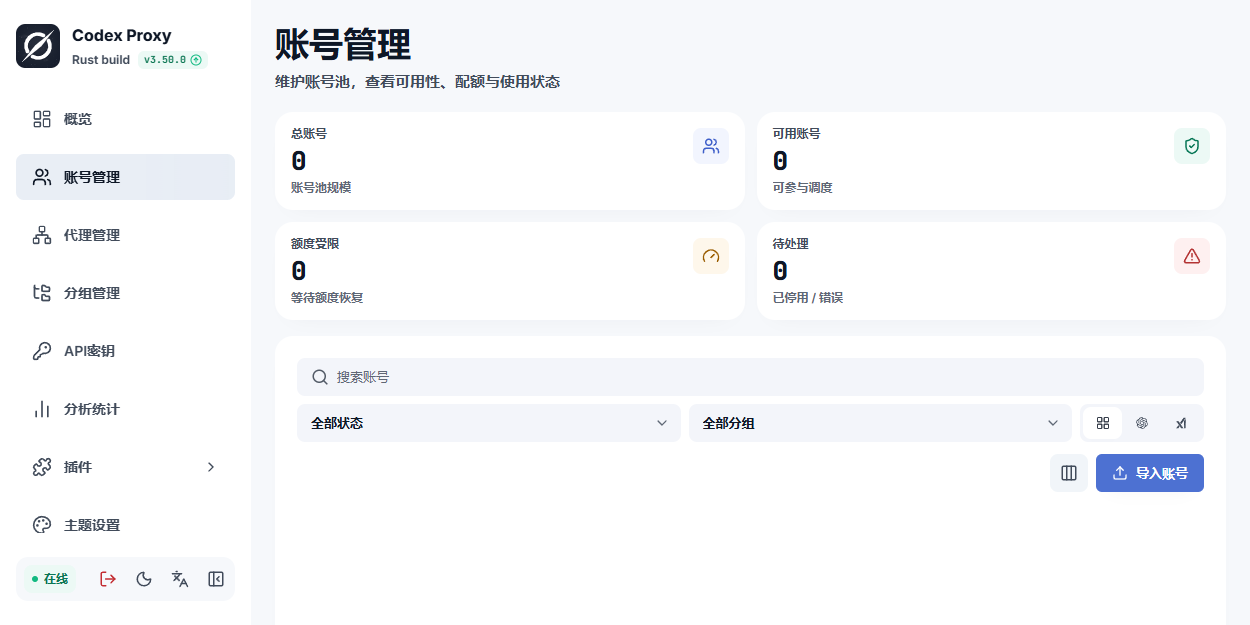 Codex Proxy
Rust build v3.50.0
概览
账号管理
代理管理
分组管理
API密钥
分析统计
插件
主题设置
在线
账号管理
维护账号池，查看可用性、配额与使用状态
总账号
0
账号池规模
可用账号
0
可参与调度
额度受限
0
等待额度恢复
待处理
0
已停用 / 错误
搜索账号
全部状态
全部分组
导入账号